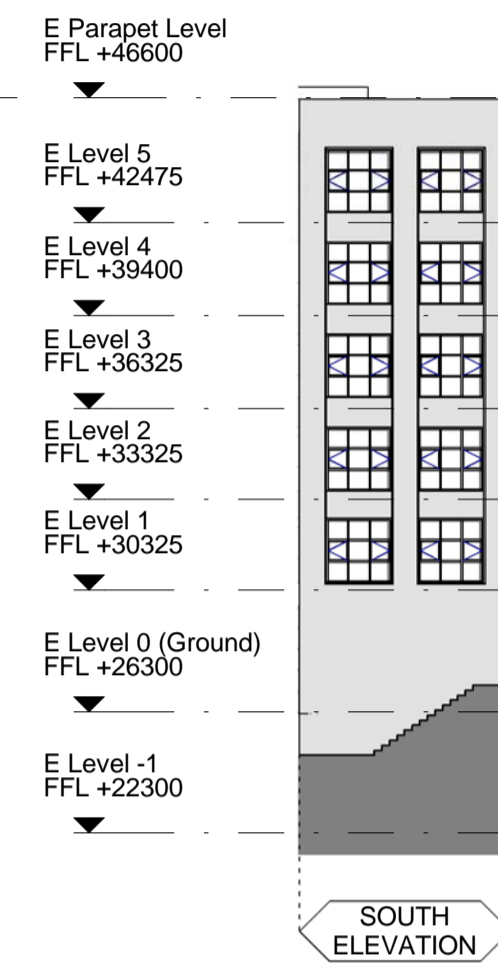 E Parapet Level
FFL +46600
E Level 5
FFL +42475
E Level 4
FFL +39400
E Level 3
FFL +36325
E Level 2
FFL +33325
E Level 1
FFL +30325
E Level 0 (Ground)
FFL +26300
E Level -1
FFL +22300
SOUTH
ELEVATION